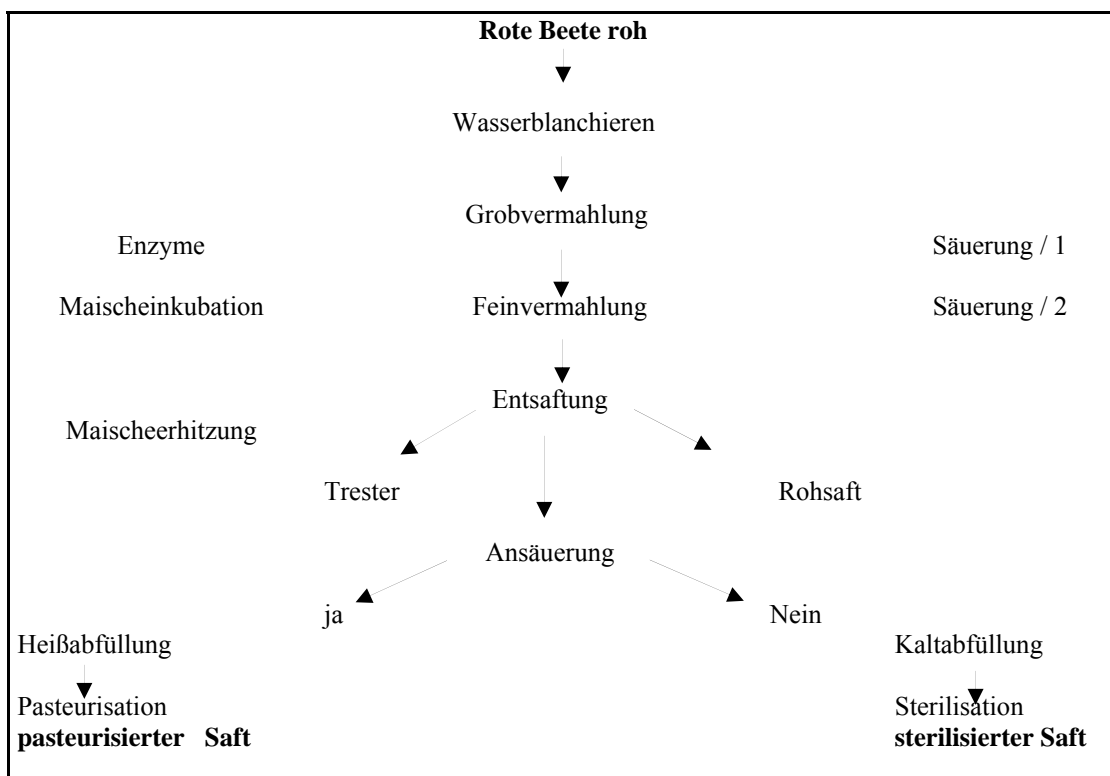 Rote Beete roh
Wasserblanchieren
Grobvermahlung
Enzyme Säuerung / 1
Maischeinkubation Feinvermahlung Säuerung / 2
Entsaftung
Maischeerhitzung
Trester Rohsaft
Ansäuerung
ja Nein
Heißabfüllung Kaltabfüllung
Pasteurisation Sterilisation
pasteurisierter Saft sterilisierter Saft